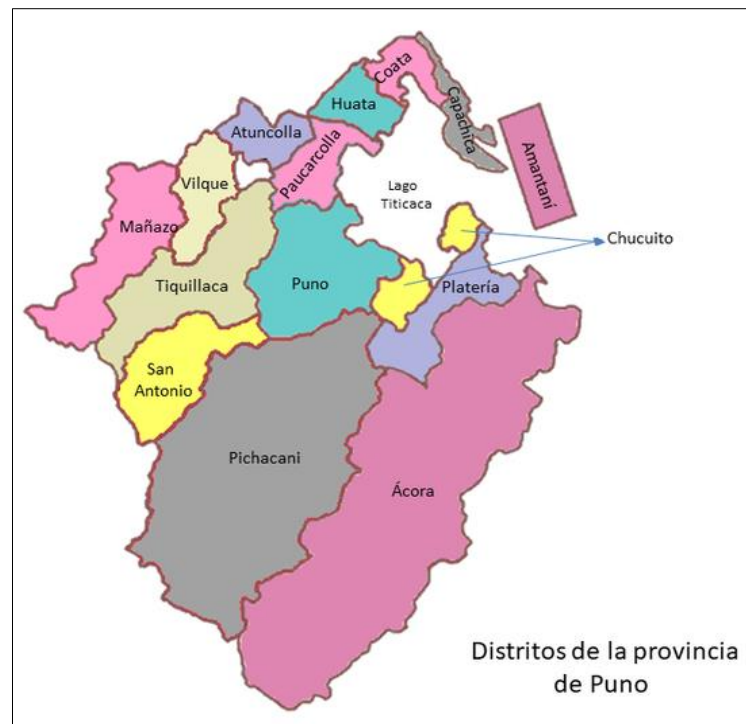 Coata
Huata
Capachica
Atuncolla
Paucarcolla
Amantaní
Vilque
Lago
Titicaca
Mañazo
Chucuito
Tiquillaca
Puno
Platería
San
Antonio
Pichacani
Ácora
Distritos de la provincia
de Puno